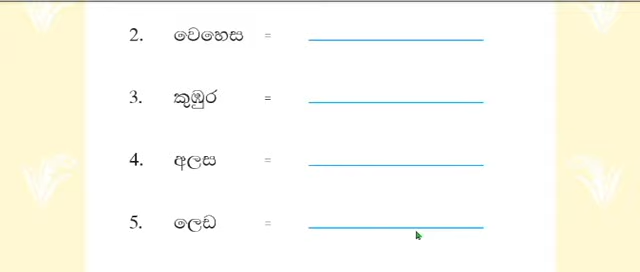 2. වෙහෙස =
3. කුඹුර =
4. අලස =
5. ලෙඩ =